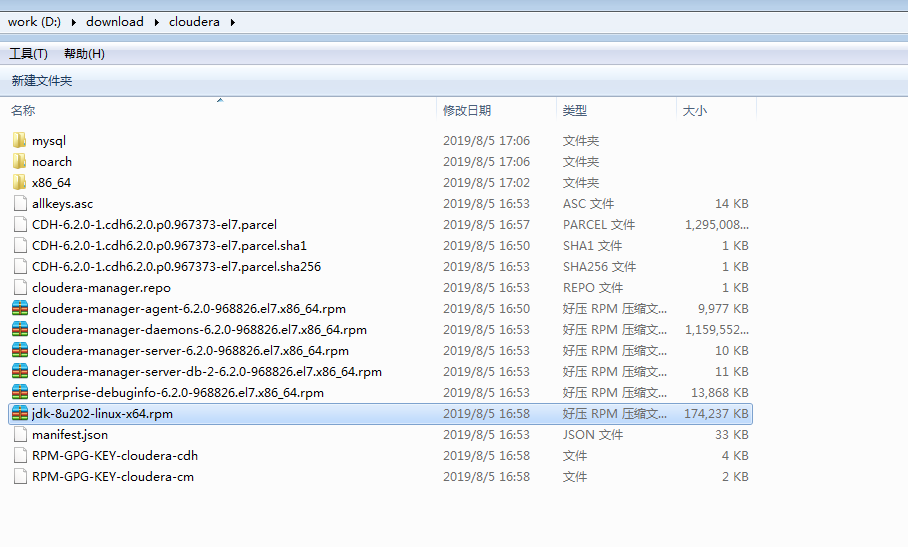 work (D:) ▸ download ▸ cloudera ▸
工具(T) 帮助(H)
新建文件夹
名称 修改日期 类型 大小
mysql 2019/8/5 17:06 文件夹
noarch 2019/8/5 17:06 文件夹
x86_64 2019/8/5 17:02 文件夹
allkeys.asc 2019/8/5 16:53 ASC 文件 14 KB
CDH-6.2.0-1.cdh6.2.0.p0.967373-el7.parcel 2019/8/5 16:57 PARCEL 文件 1,295,008...
CDH-6.2.0-1.cdh6.2.0.p0.967373-el7.parcel.sha1 2019/8/5 16:50 SHA1 文件 1 KB
CDH-6.2.0-1.cdh6.2.0.p0.967373-el7.parcel.sha256 2019/8/5 16:53 SHA256 文件 1 KB
cloudera-manager.repo 2019/8/5 16:53 REPO 文件 1 KB
cloudera-manager-agent-6.2.0-968826.el7.x86_64.rpm 2019/8/5 16:50 好压 RPM 压缩文... 9,977 KB
cloudera-manager-daemons-6.2.0-968826.el7.x86_64.rpm 2019/8/5 16:53 好压 RPM 压缩文... 1,159,552...
cloudera-manager-server-6.2.0-968826.el7.x86_64.rpm 2019/8/5 16:53 好压 RPM 压缩文... 10 KB
cloudera-manager-server-db-2-6.2.0-968826.el7.x86_64.rpm 2019/8/5 16:53 好压 RPM 压缩文... 11 KB
enterprise-debuginfo-6.2.0-968826.el7.x86_64.rpm 2019/8/5 16:53 好压 RPM 压缩文... 13,868 KB
jdk-8u202-linux-x64.rpm 2019/8/5 16:58 好压 RPM 压缩文... 174,237 KB
manifest.json 2019/8/5 16:53 JSON 文件 33 KB
RPM-GPG-KEY-cloudera-cdh 2019/8/5 16:58 文件 4 KB
RPM-GPG-KEY-cloudera-cm 2019/8/5 16:58 文件 2 KB